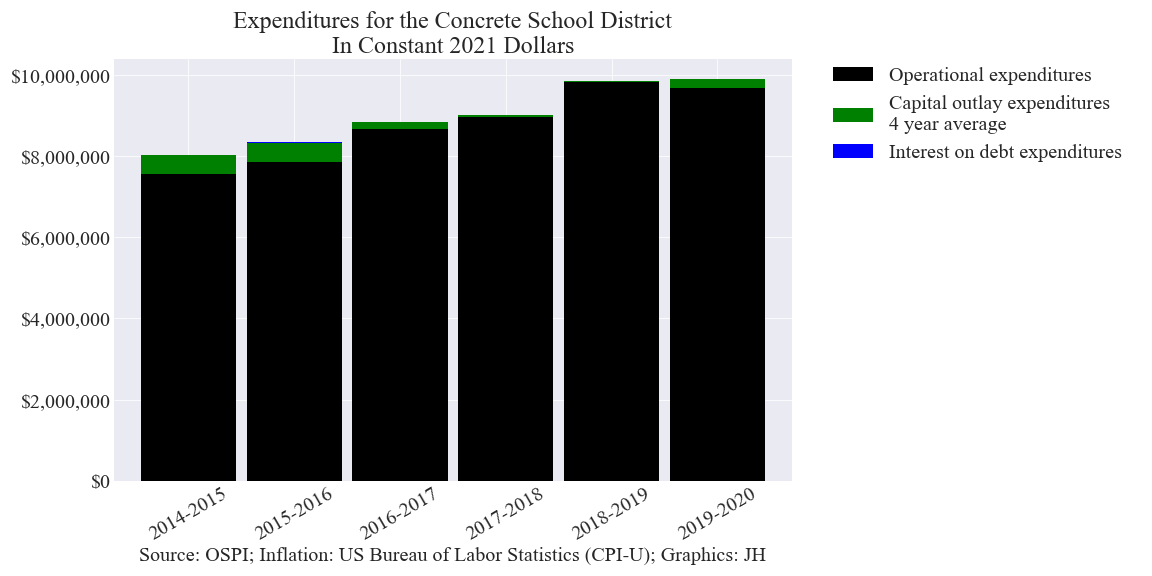 Expenditures for the Concrete School District
In Constant 2021 Dollars
$10,000,000
$8,000,000
$6,000,000
$4,000,000
$2,000,000
$0
2014-2015
2015-2016
2016-2017
2017-2018
2018-2019
2019-2020
Operational expenditures
Capital outlay expenditures
4 year average
Interest on debt expenditures
Source: OSPI; Inflation: US Bureau of Labor Statistics (CPI-U); Graphics: JH